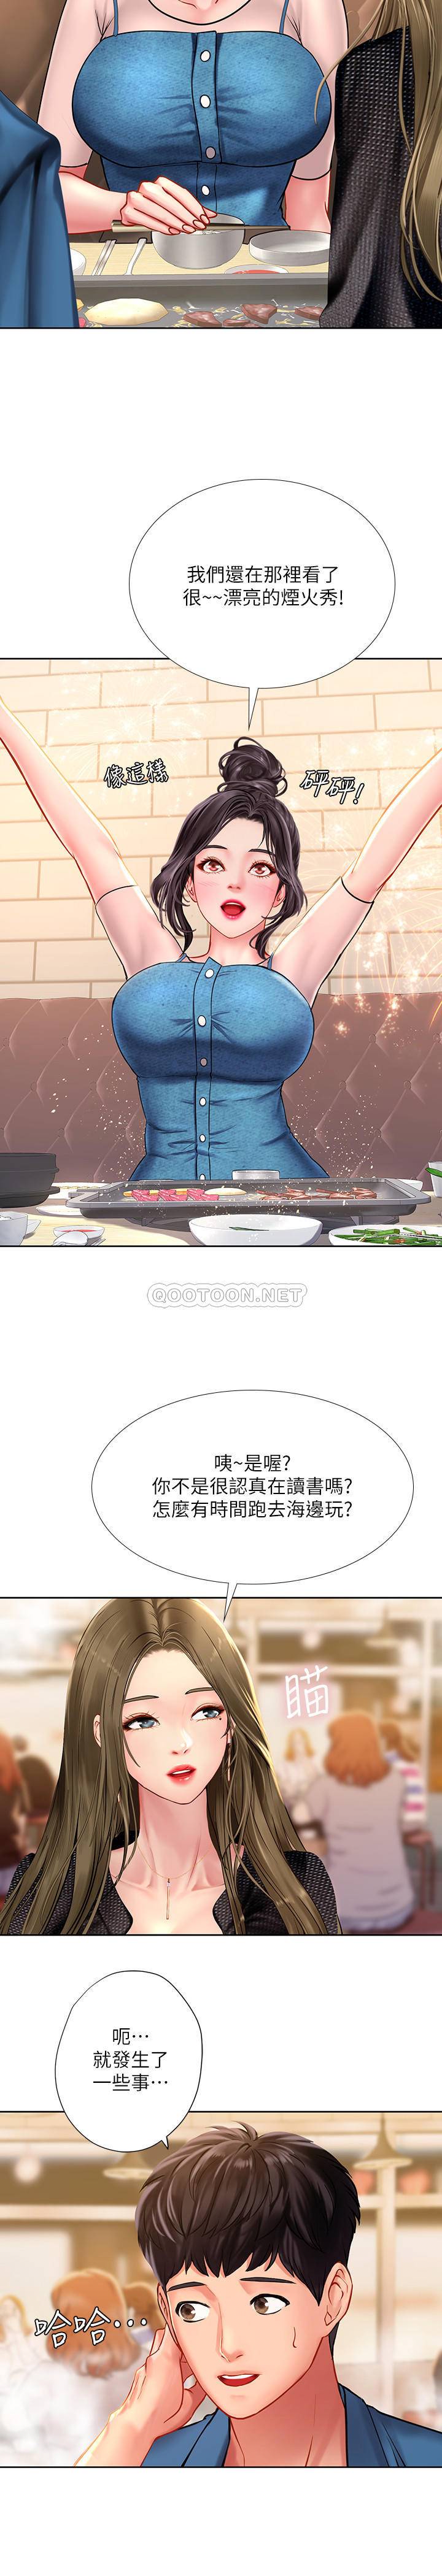 我們還在那裡看了
很~~漂亮的煙火秀!
像這樣
砰砰!
QOOTOON.NET
咦~是喔?
你不是很認真在讀書嗎?
怎麼有時間跑去海邊玩?
瞄
呃⋯
就發生了
一些事⋯
哈哈⋯